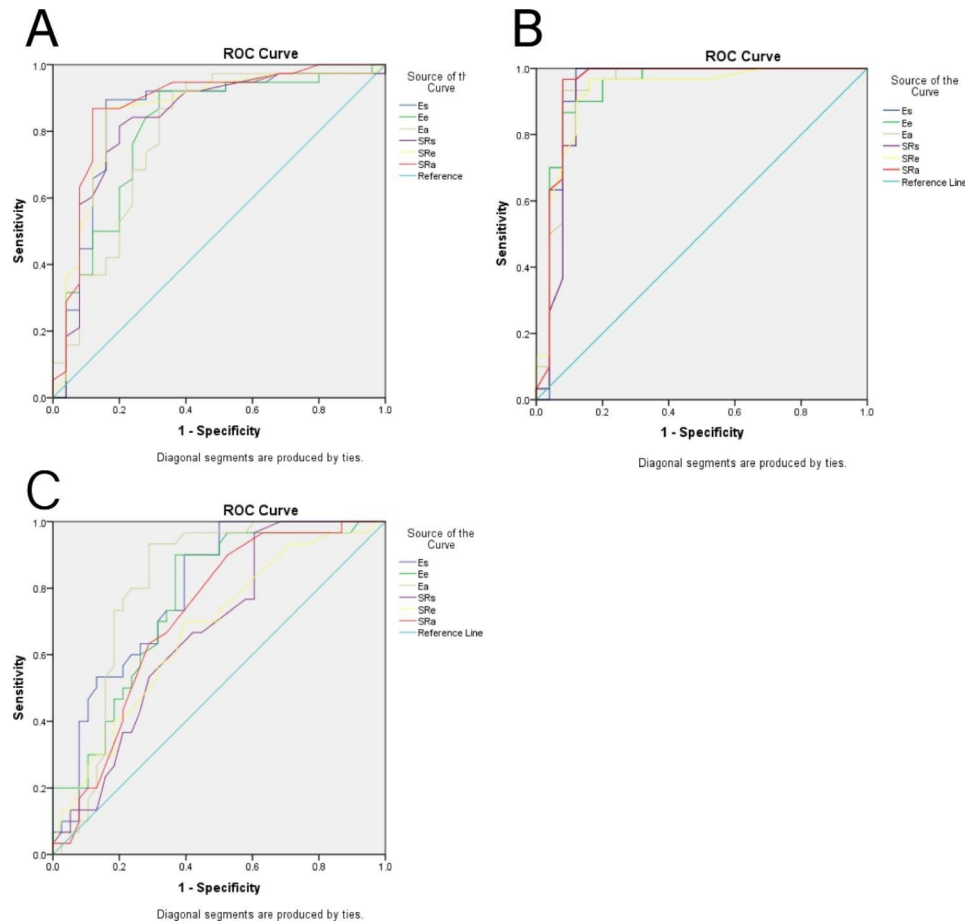 A
ROC Curve
Sensitivity
1.0
0.8
0.6
0.4
0.2
0.0
0.0 0.2 0.4 0.6 0.8 1.0
1 - Specificity
Source of th
Curve
Es
Ee
Ea
SRs
SRe
SRa
Reference
Diagonal segments are produced by ties.
B
ROC Curve
Sensitivity
1.0
0.8
0.6
0.4
0.2
0.0
0.0 0.2 0.4 0.6 0.8 1.0
1 - Specificity
Source of the
Curve
Es
Ee
Ea
SRs
SRe
SRa
Reference Line
Diagonal segments are produced by ties.
C
ROC Curve
Sensitivity
1.0
0.8
0.6
0.4
0.2
0.0
0.0 0.2 0.4 0.6 0.8 1.0
1 - Specificity
Source of the
Curve
Es
Ee
Ea
SRs
SRe
SRa
Reference Line
Diagonal segments are produced by ties.